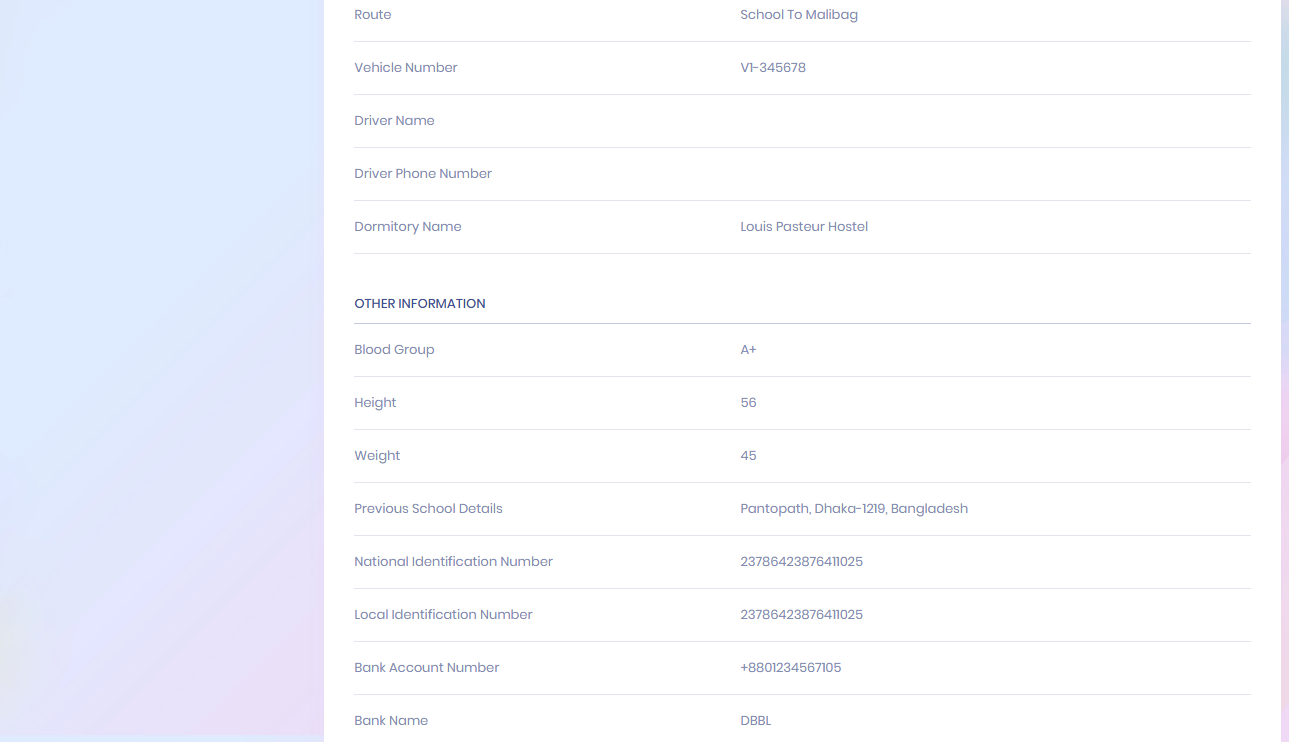 Route School To Malibag
Vehicle Number V1-345678
Driver Name
Driver Phone Number
Dormitory Name Louis Pasteur Hostel
OTHER INFORMATION
Blood Group A+
Height 56
Weight 45
Previous School Details Pantopath, Dhaka-1219, Bangladesh
National Identification Number 23786423876411025
Local Identification Number 23786423876411025
Bank Account Number +8801234567105
Bank Name DBBL